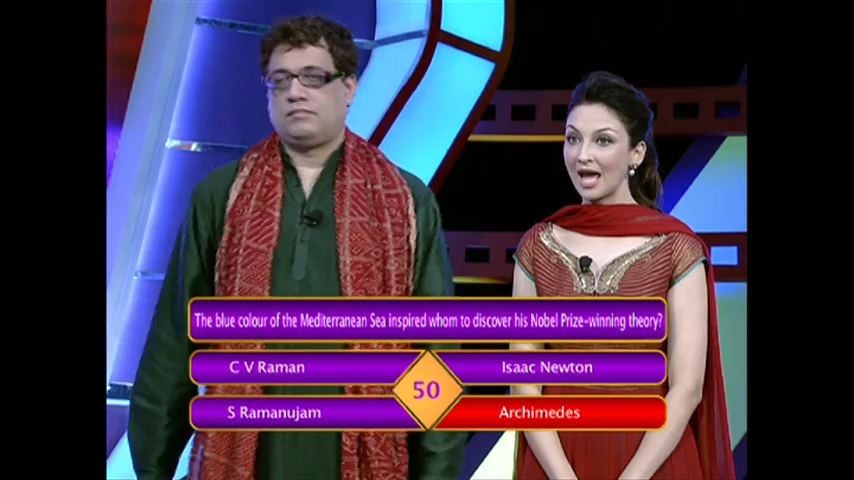 The blue colour of the Mediterranean Sea inspired whom to discover his Nobel Prize-winning theory?
C V Raman
Isaac Newton
50
S Ramanujam
Archimedes